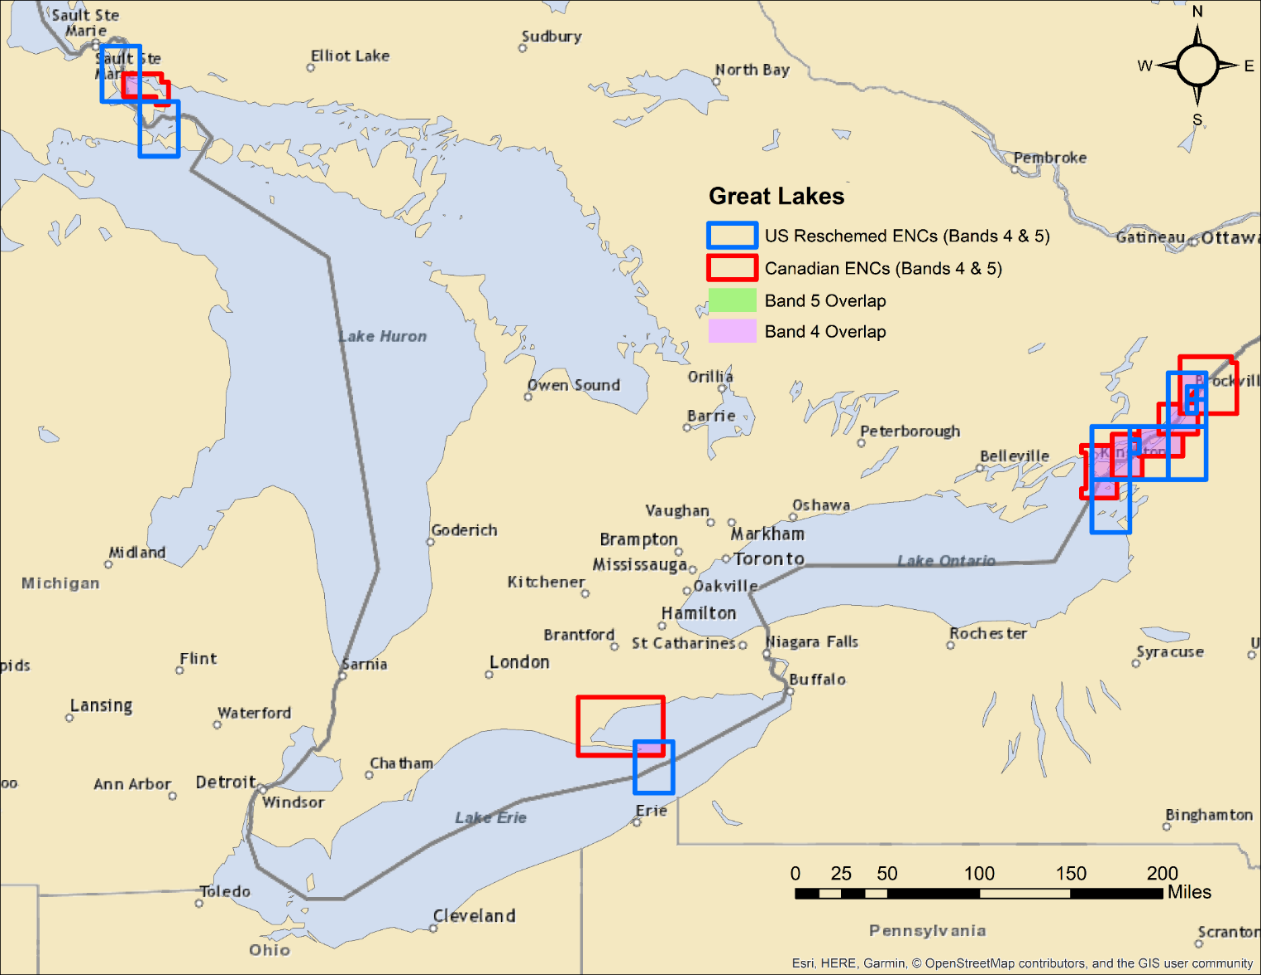 N
W
E
S
Sault Ste
Marie
Sault Ste
Mar
Elliot Lake
Sudbury
North Bay
Pembroke
Gatineau
Ottawa
Great Lakes
US Reschemed ENCs (Bands 4 & 5)
Canadian ENCs (Bands 4 & 5)
Band 5 Overlap
Band 4 Overlap
Lake Huron
Owen Sound
Orillia
Barrie
Peterborough
Belleville
Brockvill
Kingston
Goderich
Vaughan
Oshawa
Markham
Brampton
Toronto
Mississauga
Lake Ontario
Kitchener
Oakville
Hamilton
Midland
Michigan
Brantford
St Catharines
Niagara Falls
Rochester
Syracuse
U
pids
Flint
Sarnia
London
Buffalo
Lansing
Waterford
oo
Ann Arbor
Detroit
Windsor
Chatham
Lake Erie
Erie
Binghamton
Toledo
Cleveland
Ohio
Pennsylvania
Scranton
0 25 50 100 150 200
Miles
Esri, HERE, Garmin, © OpenStreetMap contributors, and the GIS user community